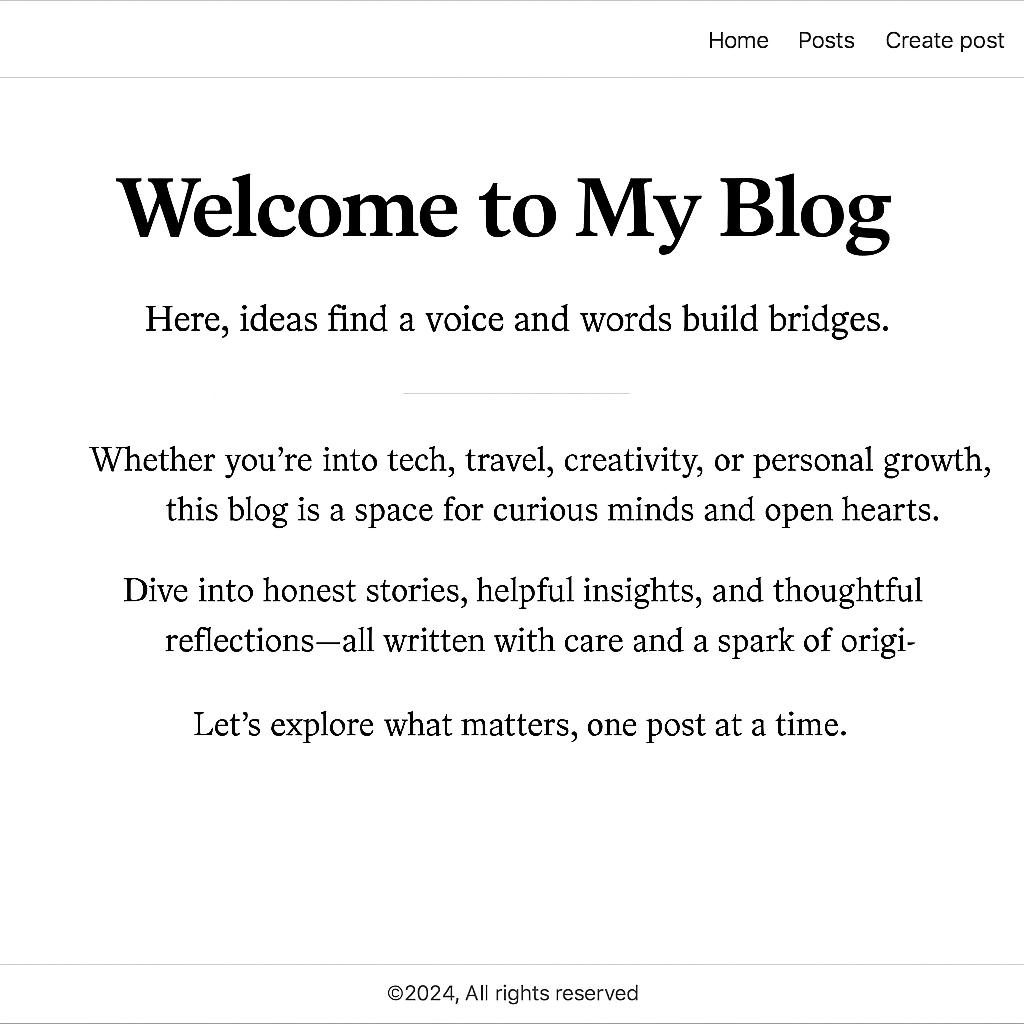 Home Posts Create post
Welcome to My Blog
Here, ideas find a voice and words build bridges.
Whether you’re into tech, travel, creativity, or personal growth,
this blog is a space for curious minds and open hearts.
Dive into honest stories, helpful insights, and thoughtful
reflections—all written with care and a spark of origi-
Let’s explore what matters, one post at a time.
©2024, All rights reserved